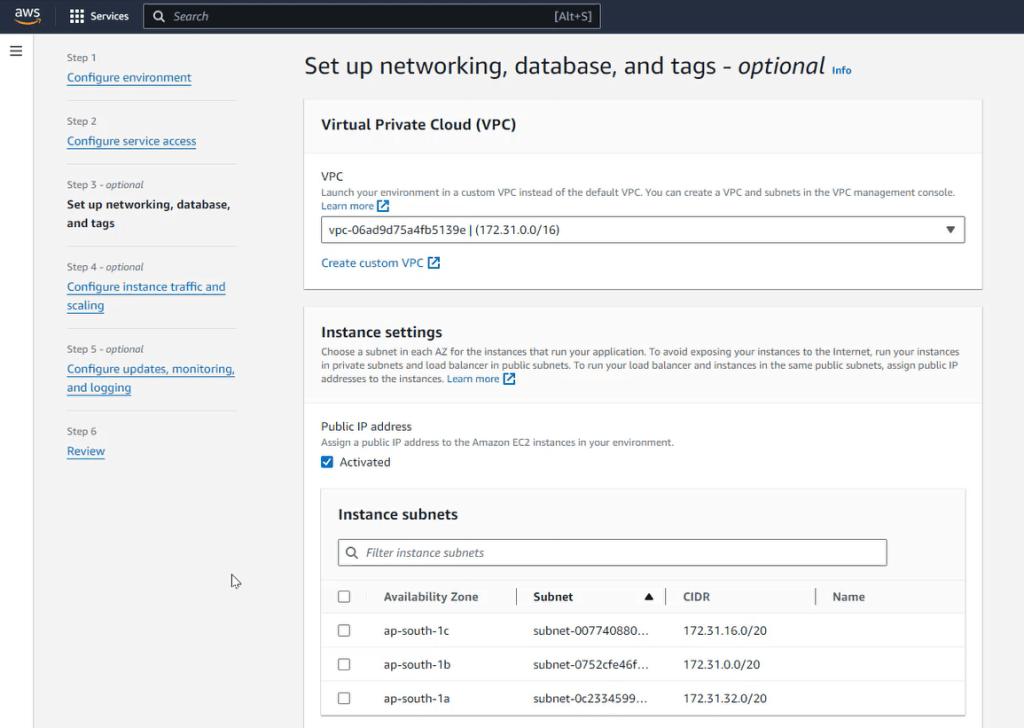 aws
Services
Search
[Alt+S]
Step 1
Configure environment
Step 2
Configure service access
Step 3 - optional
Set up networking, database,
and tags
Step 4 - optional
Configure instance traffic and
scaling
Step 5 - optional
Configure updates, monitoring,
and logging
Step 6
Review
Set up networking, database, and tags - optional Info
Virtual Private Cloud (VPC)
VPC
Launch your environment in a custom VPC instead of the default VPC. You can create a VPC and subnets in the VPC management console.
Learn more
vpc-06ad9d75a4fb5139e | (172.31.0.0/16)
Create custom VPC
Instance settings
Choose a subnet in each AZ for the instances that run your application. To avoid exposing your instances to the Internet, run your instances
in private subnets and load balancer in public subnets. To run your load balancer and instances in the same public subnets, assign public IP
addresses to the instances. Learn more
Public IP address
Assign a public IP address to the Amazon EC2 instances in your environment.
Activated
Instance subnets
Filter instance subnets
Availability Zone Subnet CIDR Name
ap-south-1c subnet-007740880... 172.31.16.0/20
ap-south-1b subnet-0752cfe46f... 172.31.0.0/20
ap-south-1a subnet-0c2334599... 172.31.32.0/20